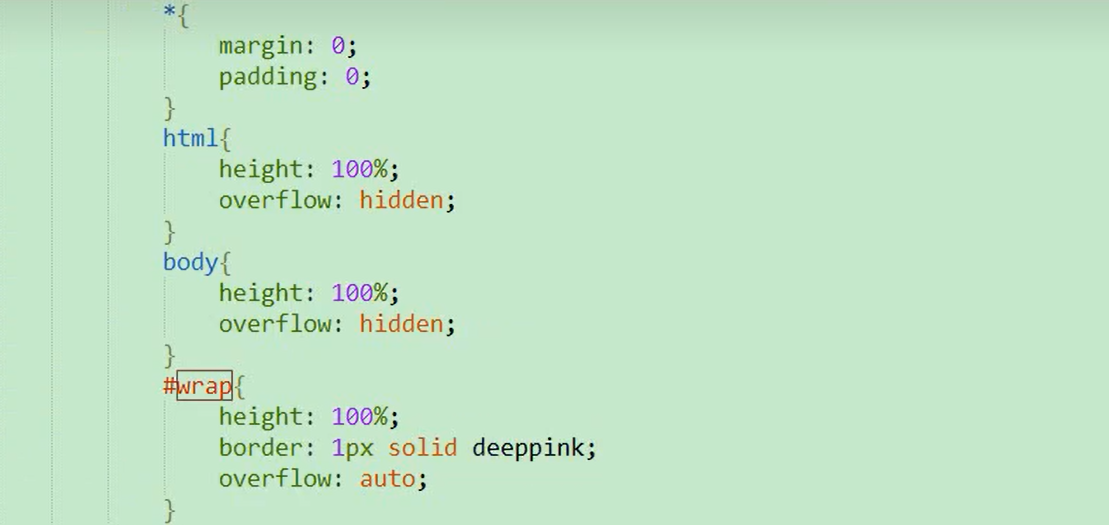 *{
margin: 0;
padding: 0;
}
html{
height: 100%;
overflow: hidden;
}
body{
height: 100%;
overflow: hidden;
}
#wrap{
height: 100%;
border: 1px solid deeppink;
overflow: auto;
}